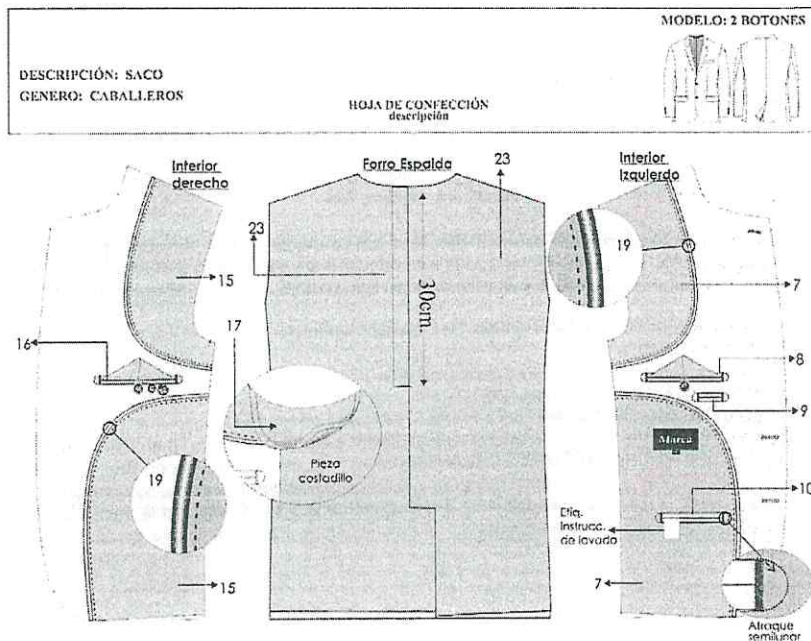 MODELO: 2 BOTONES
DESCRIPCIÓN: SACO
GENERO: CABALLEROS
HOJA DE CONFECCIÓN
descripción
Interior
derecho
Forro Espalda
23
Interior
Izquierdo
23
19
15
30cm.
7
17
16
8
9
Marca
Pieza
costadillo
19
10
Etiq.
Instrucc.
de lavado
15
7
Atraque
semilunar